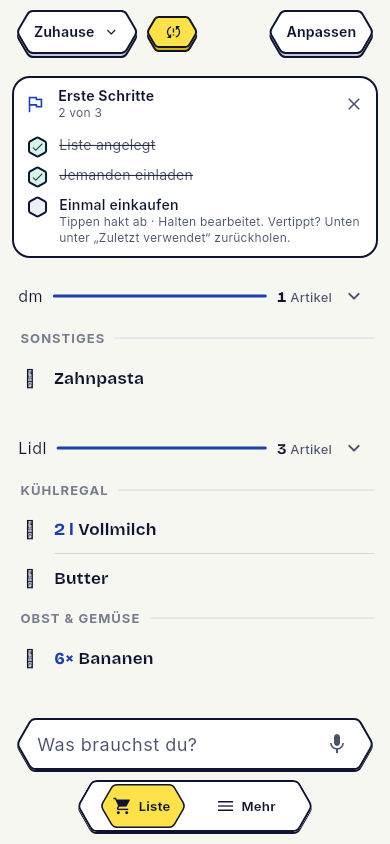 Zuhause
Anpassen
Erste Schritte
2 von 3
Liste angelegt
Jemanden einladen
Einmal einkaufen
Tippen hakt ab · Halten bearbeitet. Vertippt? Unten
unter „Zuletzt verwendet“ zurückholen.
dm 1 Artikel
SONSTIGES
Zahnpasta
Lidl 3 Artikel
KÜHLREGAL
2 l Vollmilch
Butter
OBST & GEMÜSE
6× Bananen
Was brauchst du?
Liste Mehr